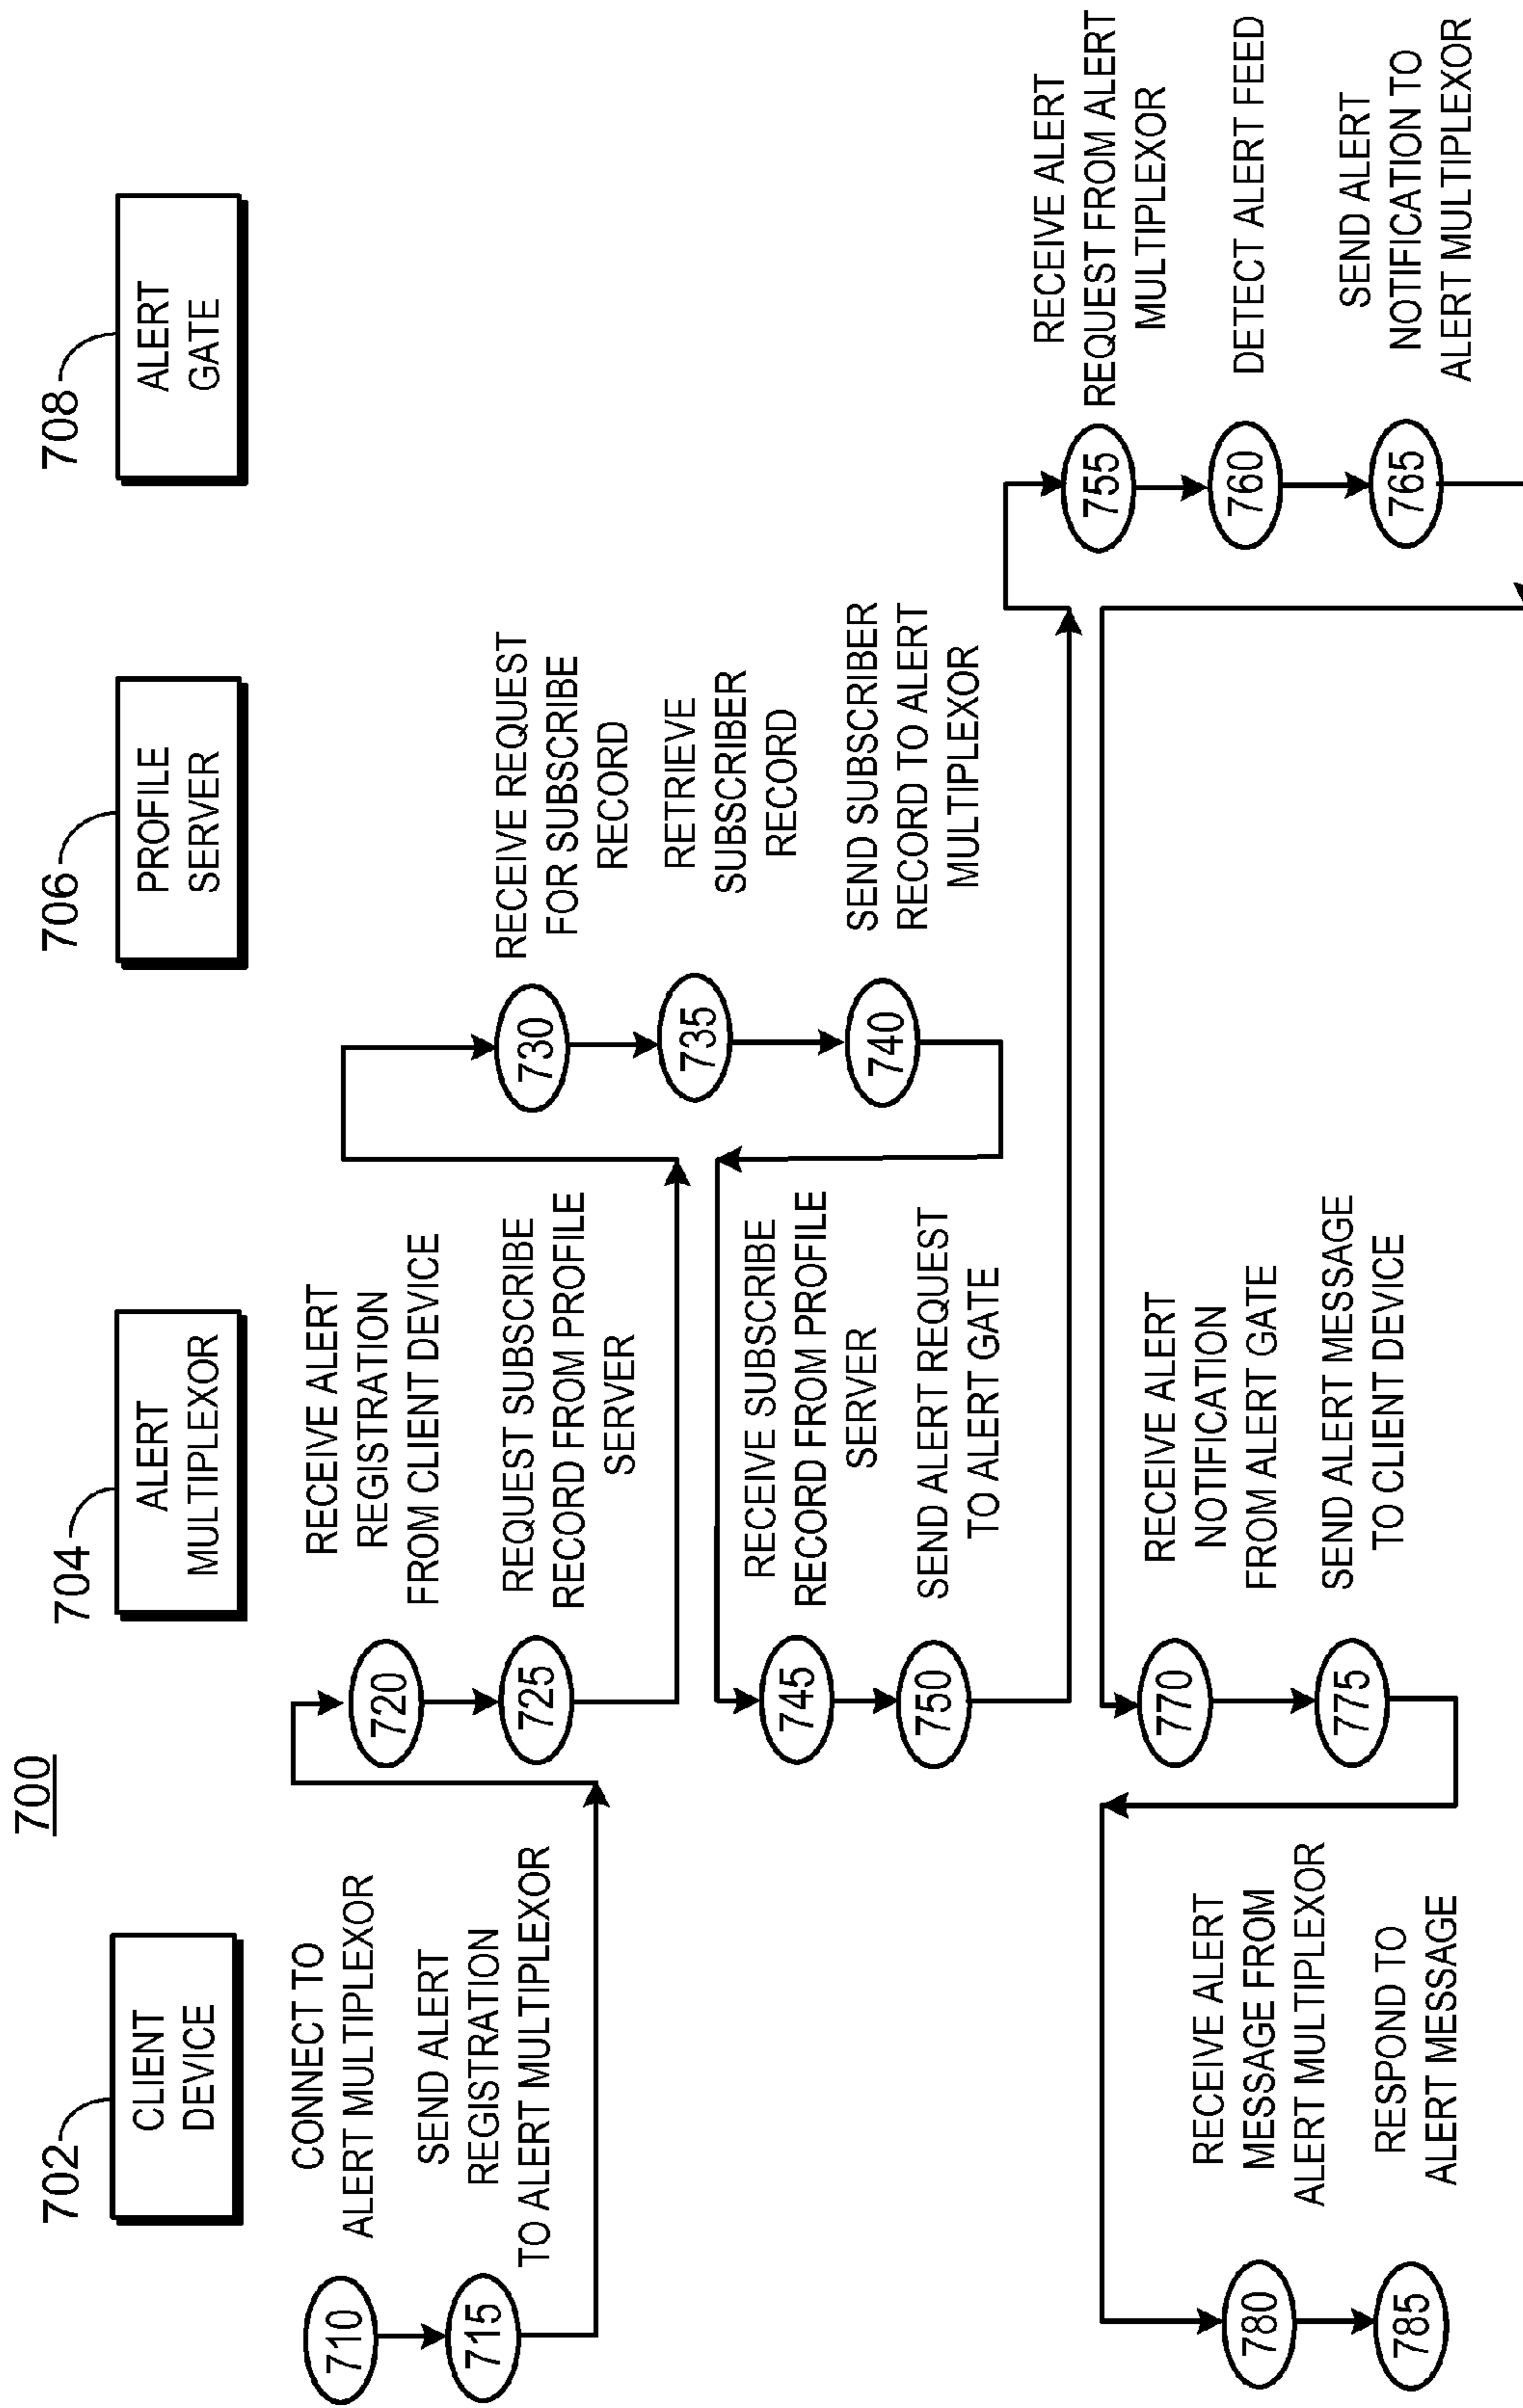 700
702
CLIENT
DEVICE
704
ALERT
MULTIPLEXOR
706
PROFILE
SERVER
708
ALERT
GATE
710
CONNECT TO
ALERT MULTIPLEXOR
715
SEND ALERT
REGISTRATION
TO ALERT MULTIPLEXOR
720
RECEIVE ALERT
REGISTRATION
FROM CLIENT DEVICE
725
REQUEST SUBSCRIBE
RECORD FROM PROFILE
SERVER
730
RECEIVE REQUEST
FOR SUBSCRIBE
RECORD
735
RETRIEVE
SUBSCRIBER
RECORD
740
SEND SUBSCRIBER
RECORD TO ALERT
MULTIPLEXOR
745
RECEIVE SUBSCRIBE
RECORD FROM PROFILE
SERVER
750
SEND ALERT REQUEST
TO ALERT GATE
755
RECEIVE ALERT
REQUEST FROM ALERT
MULTIPLEXOR
760
DETECT ALERT FEED
765
SEND ALERT
NOTIFICATION TO
ALERT MULTIPLEXOR
770
RECEIVE ALERT
NOTIFICATION
FROM ALERT GATE
775
SEND ALERT MESSAGE
TO CLIENT DEVICE
780
RECEIVE ALERT
MESSAGE FROM
ALERT MULTIPLEXOR
785
RESPOND TO
ALERT MESSAGE